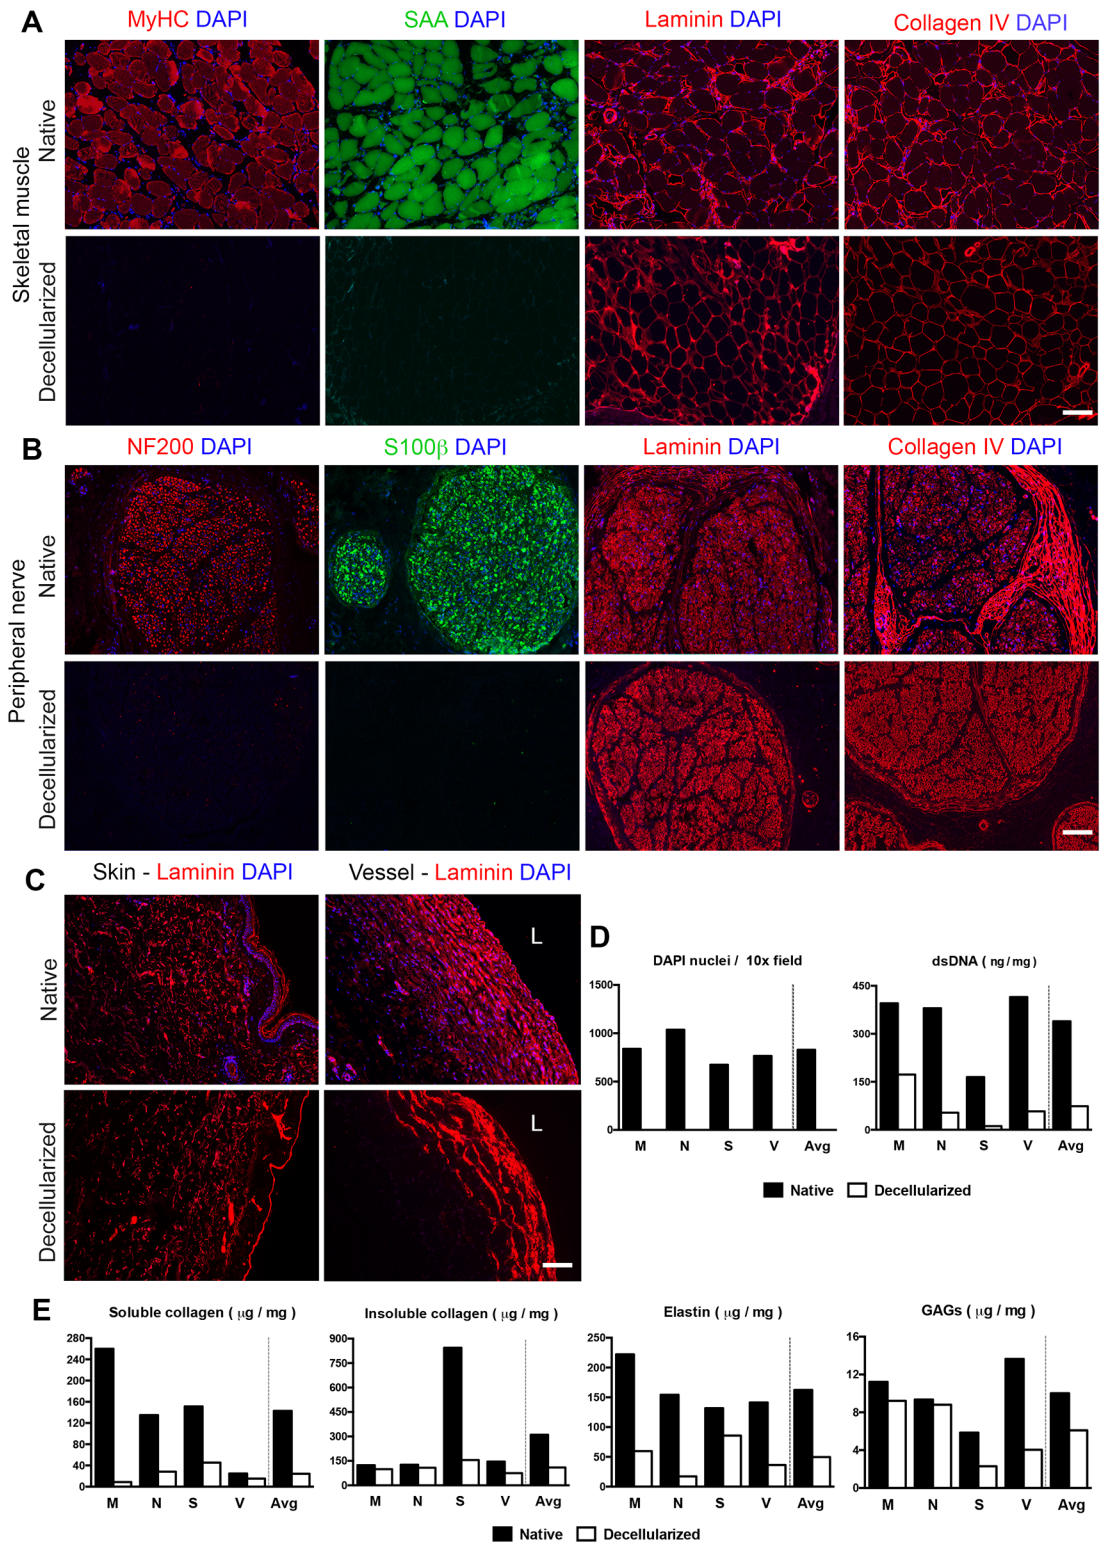 A
MyHC DAPI
SAA DAPI
Laminin DAPI
Collagen IV DAPI
Skeletal muscle
Native
Decellularized
B
NF200 DAPI
S100β DAPI
Laminin DAPI
Collagen IV DAPI
Peripheral nerve
Native
Decellularized
C
Skin - Laminin DAPI
Vessel - Laminin DAPI
Native
L
Decellularized
L
D
DAPI nuclei / 10x field
1500
1000
500
0
M N S V Avg
dsDNA ( ng / mg )
450
300
150
0
M N S V Avg
Native Decellularized
E
Soluble collagen ( µg / mg )
280
240
200
160
120
80
40
0
M N S V Avg
Insoluble collagen ( µg / mg )
900
750
600
450
300
150
0
M N S V Avg
Elastin ( µg / mg )
250
200
150
100
50
0
M N S V Avg
GAGs ( µg / mg )
16
12
8
4
0
M N S V Avg
Native Decellularized